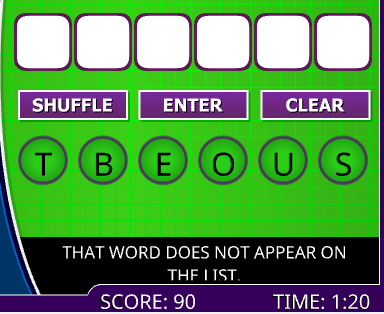 SHUFFLE ENTER CLEAR
T B E O U S
THAT WORD DOES NOT APPEAR ON
THE LIST.
SCORE: 90 TIME: 1:20